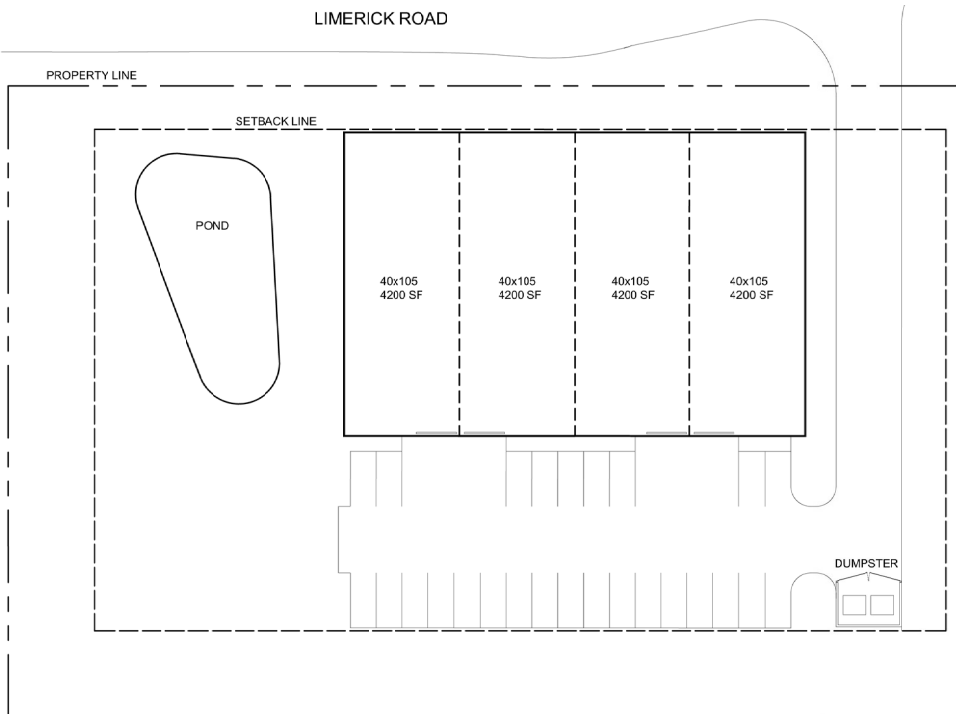 LIMERICK ROAD
PROPERTY LINE
SETBACK LINE
POND
40x105
4200 SF
40x105
4200 SF
40x105
4200 SF
40x105
4200 SF
DUMPSTER